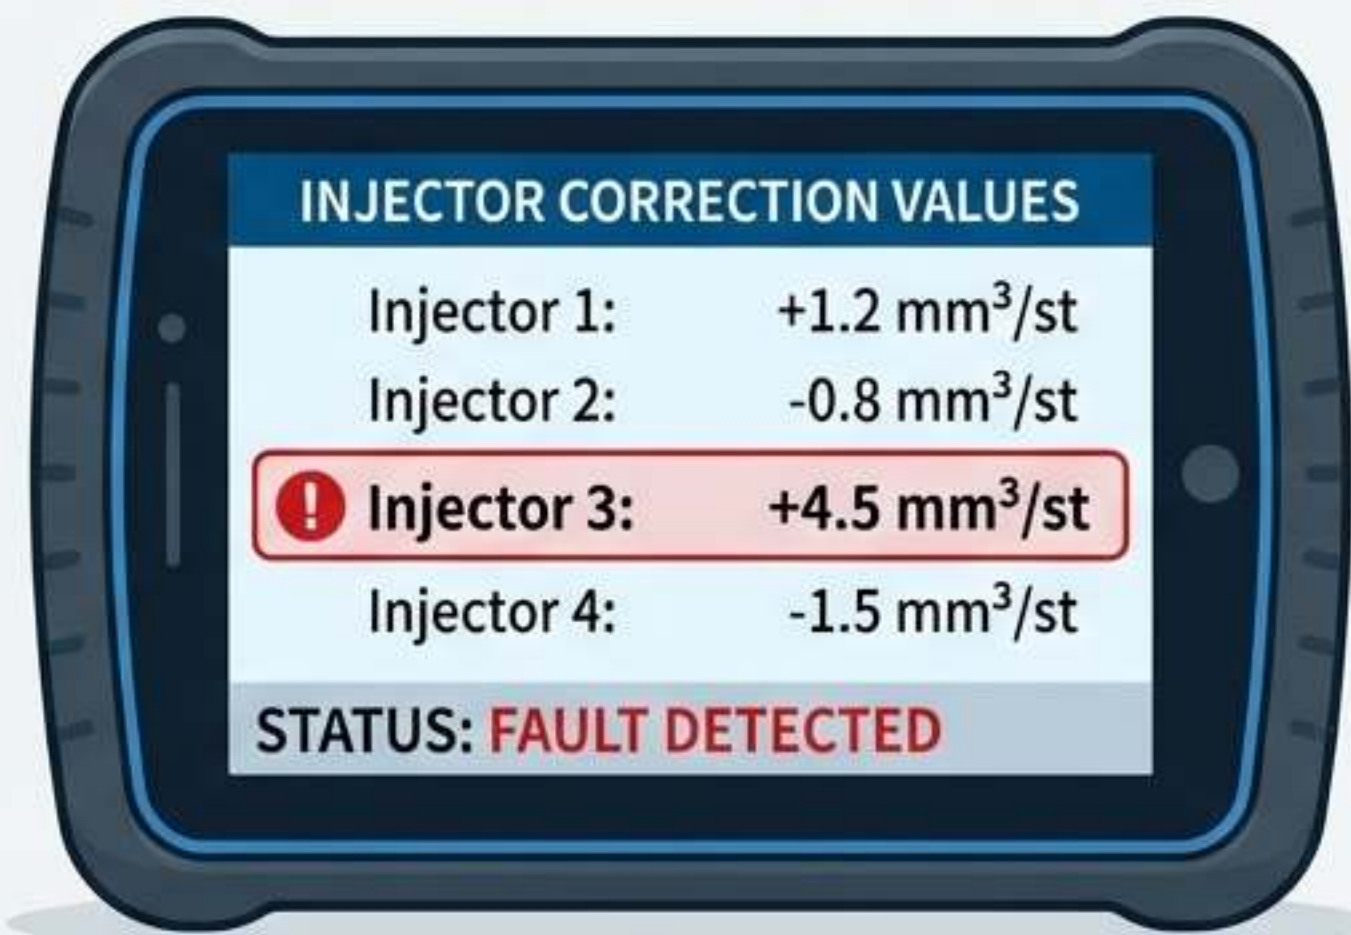 INJECTOR CORRECTION VALUES
Injector 1: +1.2 mm³/st
Injector 2: -0.8 mm³/st
! Injector 3: +4.5 mm³/st
Injector 4: -1.5 mm³/st
STATUS: FAULT DETECTED